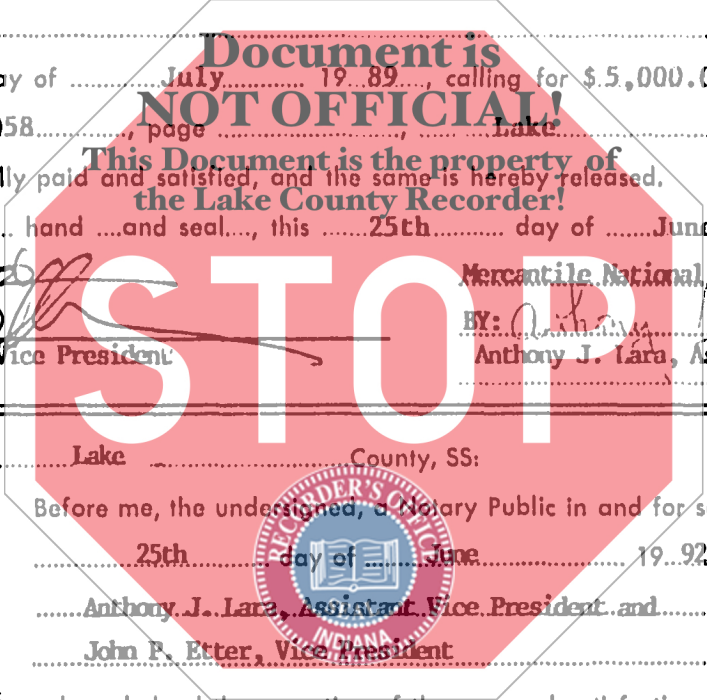 Document is
ay of July 19 89, calling for $ 5,000.0
NOT OFFICIAL!
58, page , Lake
This Document is the property of
ly paid and satisfied, and the same is hereby released.
the Lake County Recorder!
hand and seal, this 25th day of June
STOP
Mercantile National
BY: Anthony
Vice President Anthony J. Lara, As
Lake County, SS:
Before me, the undersigned, a Notary Public in and for s
RECORDER'S OFFICE
25th day of June 19 92
Anthony J. Lara, Assistant Vice President and
INDIANA
John P. Etter, Vice President